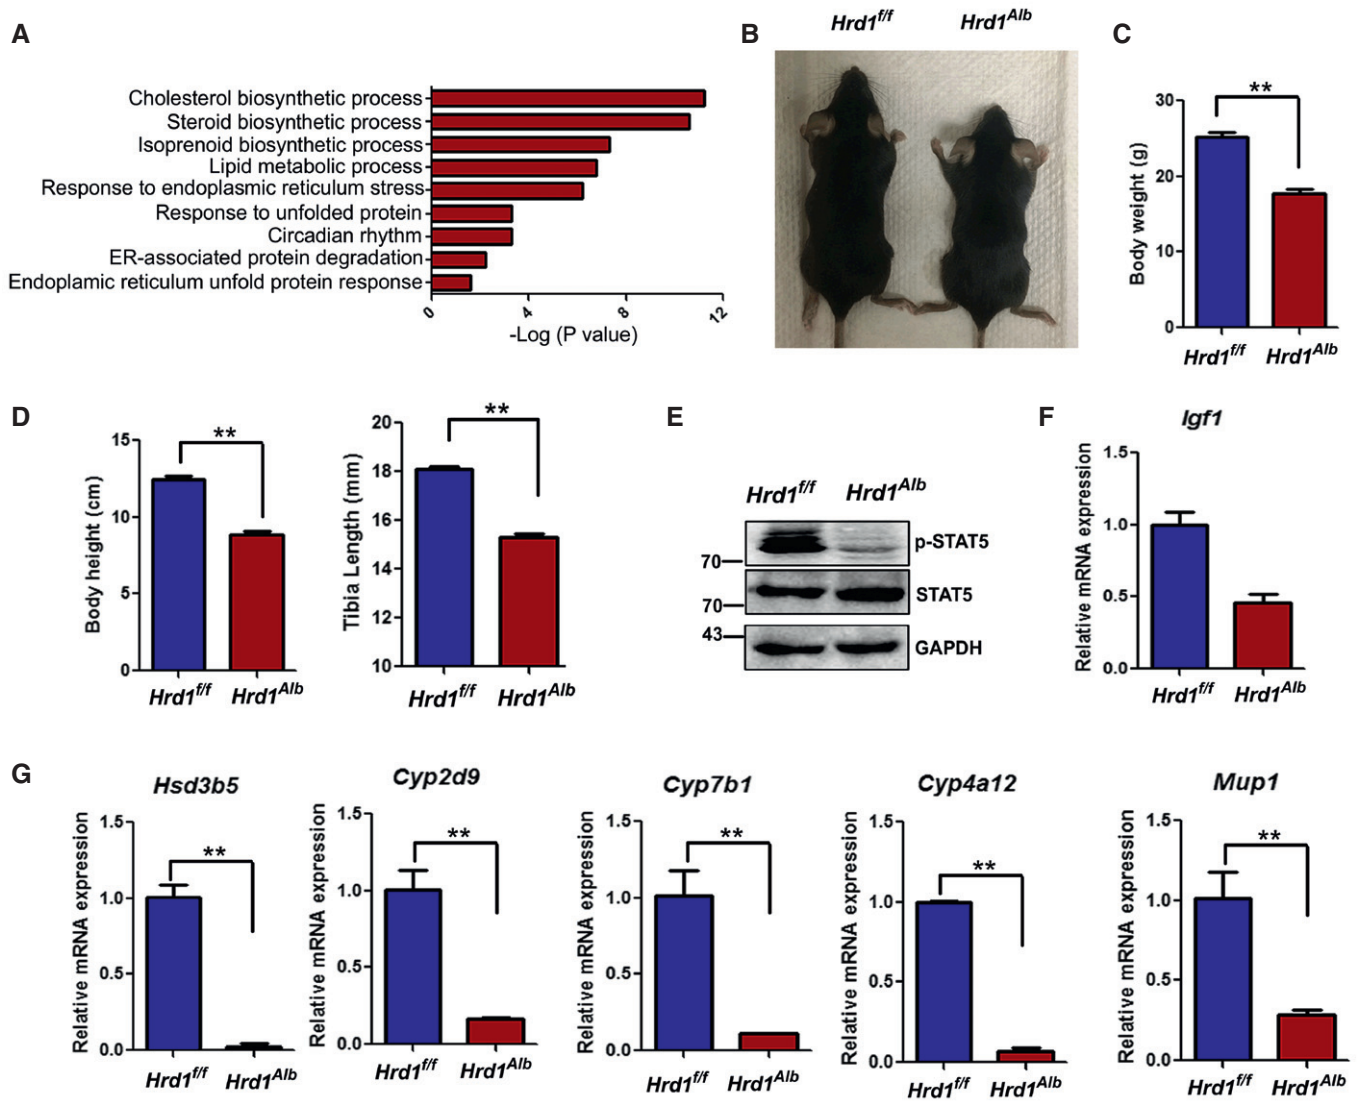 A
Cholesterol biosynthetic process
Steroid biosynthetic process
Isoprenoid biosynthetic process
Lipid metabolic process
Response to endoplasmic reticulum stress
Response to unfolded protein
Circadian rhythm
ER-associated protein degradation
Endoplamic reticulum unfold protein response
0 4 8 12
-Log (P value)
B
Hrd1f/f Hrd1Alb
C
Body weight (g)
30
20
10
0
**
Hrd1f/f Hrd1Alb
D
Body height (cm)
15
10
5
0
**
Hrd1f/f Hrd1Alb
Tibia Length (mm)
20
18
16
14
12
10
**
Hrd1f/f Hrd1Alb
E
Hrd1f/f Hrd1Alb
70 p-STAT5
70 STAT5
43 GAPDH
F
Igf1
Relative mRNA expression
1.5
1.0
0.5
0.0
Hrd1f/f Hrd1Alb
G
Hsd3b5
Relative mRNA expression
1.5
1.0
0.5
0.0
**
Hrd1f/f Hrd1Alb
Cyp2d9
Relative mRNA expression
1.5
1.0
0.5
0.0
**
Hrd1f/f Hrd1Alb
Cyp7b1
Relative mRNA expression
1.5
1.0
0.5
0.0
**
Hrd1f/f Hrd1Alb
Cyp4a12
Relative mRNA expression
1.5
1.0
0.5
0.0
**
Hrd1f/f Hrd1Alb
Mup1
Relative mRNA expression
1.5
1.0
0.5
0.0
**
Hrd1f/f Hrd1Alb